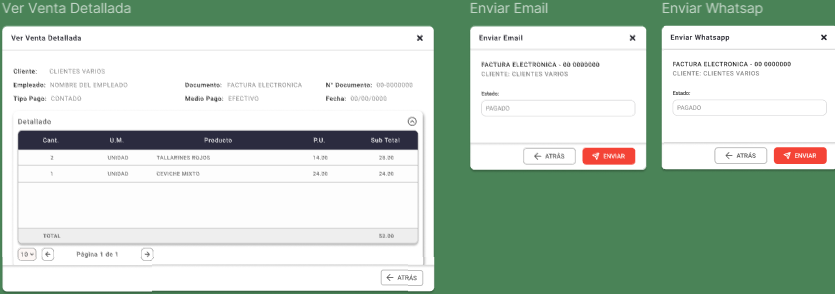 Ver Venta Detallada
Ver Venta Detallada
Cliente: CLIENTES VARIOS
Empleado: NOMBRE DEL EMPLEADO Documento: FACTURA ELECTRONICA N° Documento: 00-0000000
Tipo Pago: CONTADO Medio Pago: EFECTIVO Fecha: 00/00/0000
Detallado
Cant. U.M. Producto P.U. Sub Total
2 UNIDAD TALLARINES ROJOS 14.00 28.00
1 UNIDAD CEVICHE MIXTO 24.00 24.00
TOTAL 52.00
10 Página 1 de 1
ATRÁS
Enviar Email
Enviar Email
FACTURA ELECTRONICA - 00 0000000
CLIENTE: CLIENTES VARIOS
Estado:
PAGADO
ATRÁS ENVIAR
Enviar Whatsap
Enviar Whatsapp
FACTURA ELECTRONICA - 00 0000000
CLIENTE: CLIENTES VARIOS
Estado:
PAGADO
ATRÁS ENVIAR